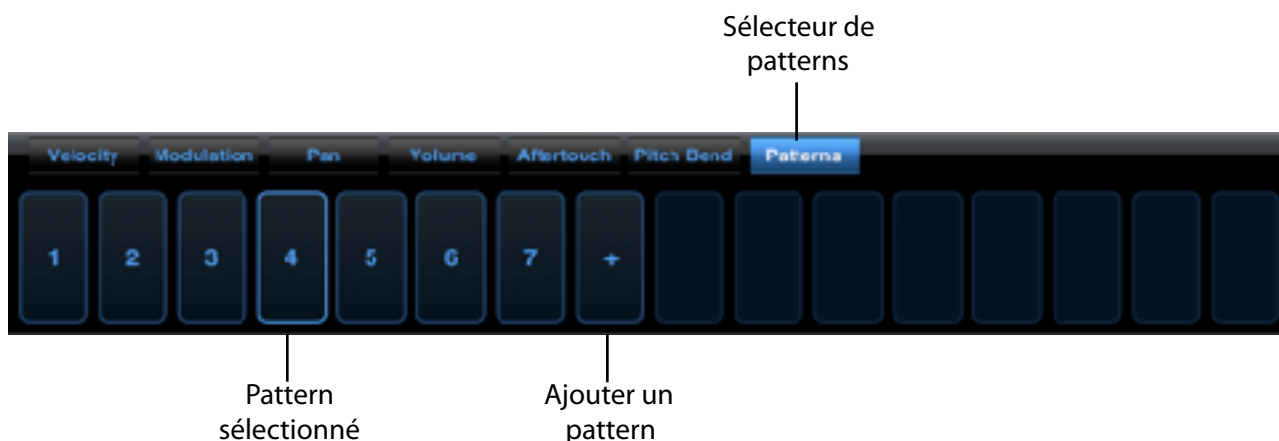 Sélecteur de
patterns
Velocity Modulation Pan Volume Aftertouch Pitch Bend Patterns
1 2 3 4 5 6 7 +
Pattern
sélectionné
Ajouter un
pattern